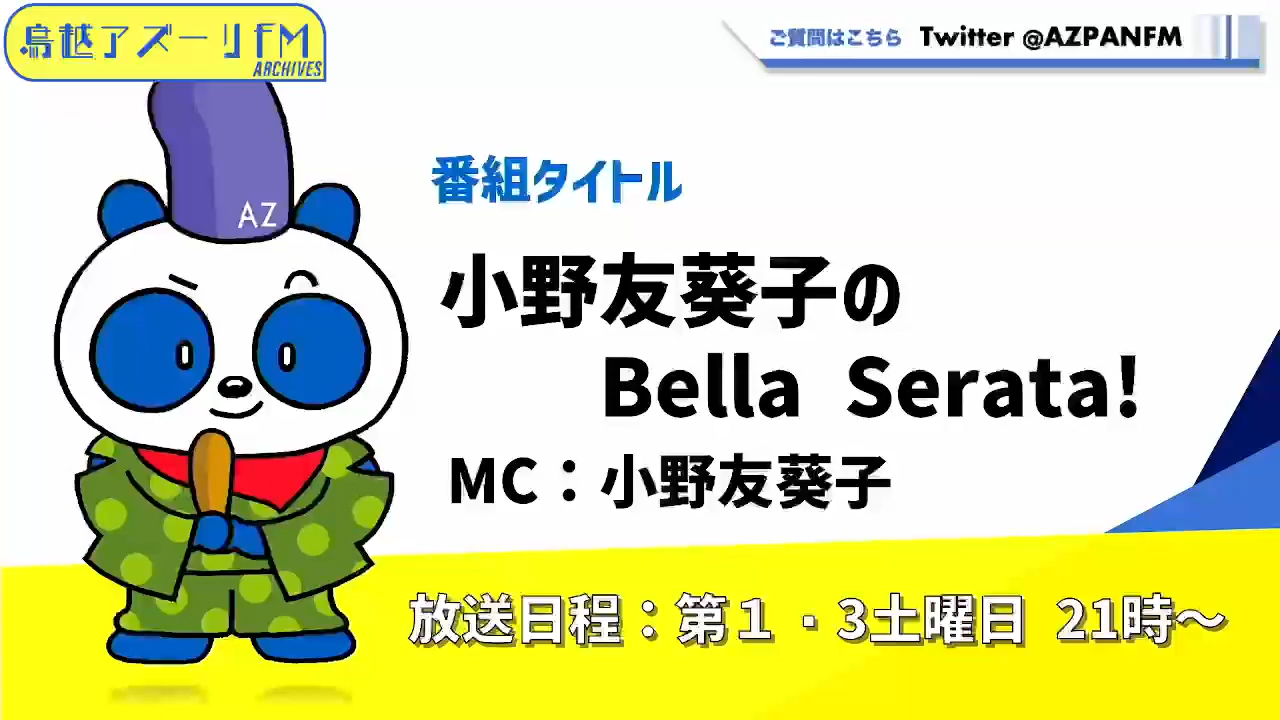 鳥越アズーリFM
ARCHIVES
ご質問はこちら Twitter @AZPANFM
AZ
番組タイトル
小野友葵子の
Bella Serata!
MC：小野友葵子
放送日程：第１・3土曜日 21時～